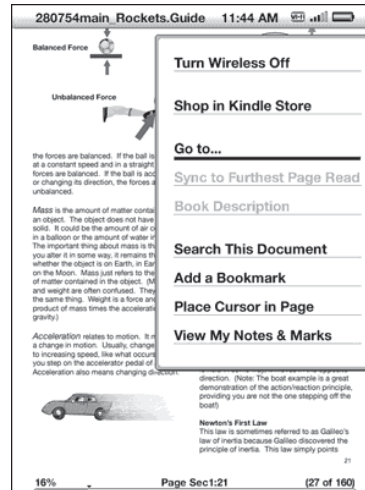 280754main_Rockets.Guide 11:44 AM
Balanced Force
Unbalanced Force
Turn Wireless Off
Shop in Kindle Store
Go to...
Sync to Furthest Page Read
Book Description
Search This Document
Add a Bookmark
Place Cursor in Page
View My Notes & Marks
the forces are balanced. If the ball is
at a constant speed and in a straight
forces are balanced. If the ball is acc
or changing its direction, the forces a
unbalanced.
Mass is the amount of matter contai
an object. The object does not have
solid. It could be the amount of air c
in a balloon or the amount of water i
The important thing about mass is th
you alter it in some way, it remains th
whether the object is on Earth, in Ear
on the Moon. Mass just refers to the
of matter contained in the object. (M
and weight are often confused. They
the same thing. Weight is a force and
product of mass times the acceleratio
gravity.)
Acceleration relates to motion. It m
a change in motion. Usually, change
to increasing speed, like what occurs
you step on the accelerator pedal of
Acceleration also means changing direction.
direction. (Note: The boat example is a great
demonstration of the action/reaction principle,
providing you are not the one stepping off the
boat!)
Newton's First Law
This law is sometimes referred to as Galileo's
law of inertia because Galileo discovered the
principle of inertia. This law simply points
21
16% Page Sec1:21 (27 of 160)